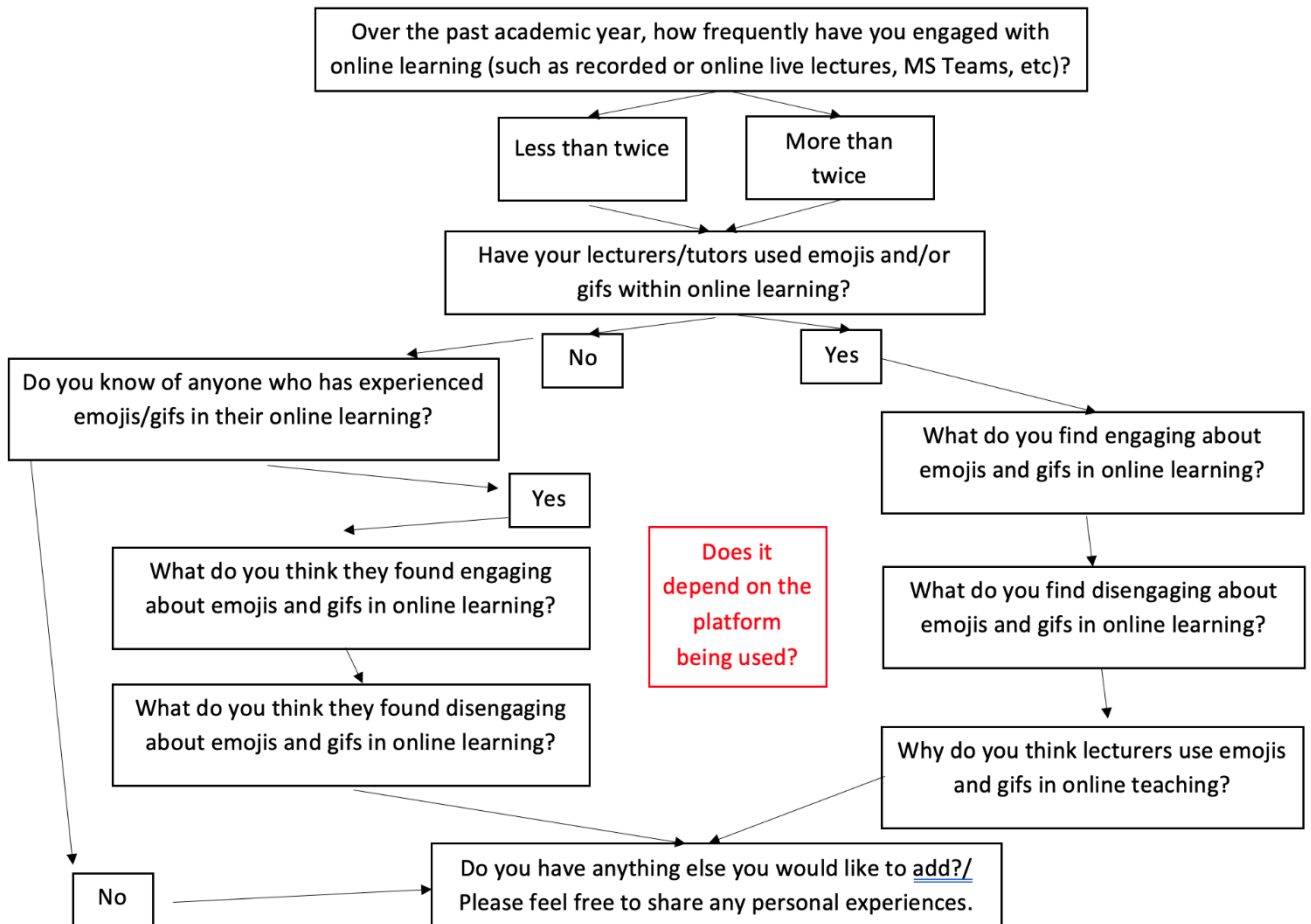 Over the past academic year, how frequently have you engaged with
online learning (such as recorded or online live lectures, MS Teams, etc)?
Less than twice
More than
twice
Have your lecturers/tutors used emojis and/or
gifs within online learning?
No
Yes
Do you know of anyone who has experienced
emojis/gifs in their online learning?
What do you find engaging about
emojis and gifs in online learning?
Yes
Does it
depend on the
platform
being used?
What do you think they found engaging
about emojis and gifs in online learning?
What do you find disengaging about
emojis and gifs in online learning?
What do you think they found disengaging
about emojis and gifs in online learning?
Why do you think lecturers use emojis
and gifs in online teaching?
No
Do you have anything else you would like to add?/
Please feel free to share any personal experiences.